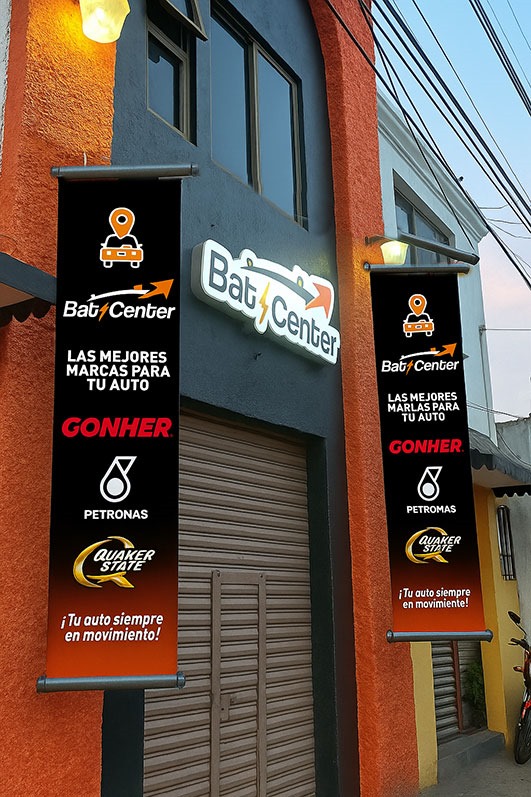 Bat Center
LAS MEJORES
MARCAS PARA
TU AUTO
GONHER
PETRONAS
QUAKER
STATE
¡Tu auto siempre
en movimiento!
Bat Center
Bat Center
LAS MEJORES
MARLAS PARA
TU AUTO
GONHER
PETROMAS
QUAKER
STATE
¡Tu auto siempre
en movimiente!